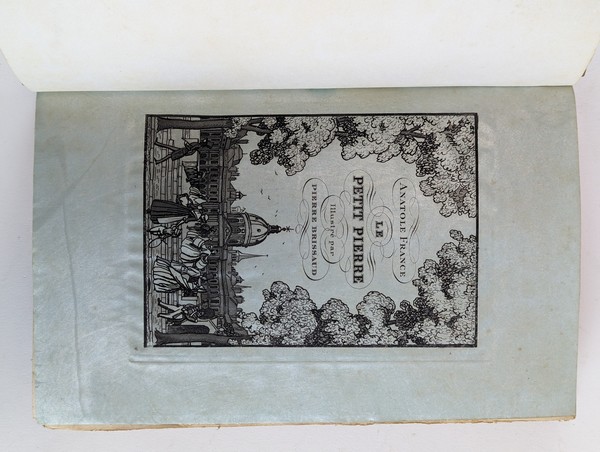 ANATOLE FRANCE
LE
PETIT PIERRE
Illustré par
PIERRE BRISSAUD